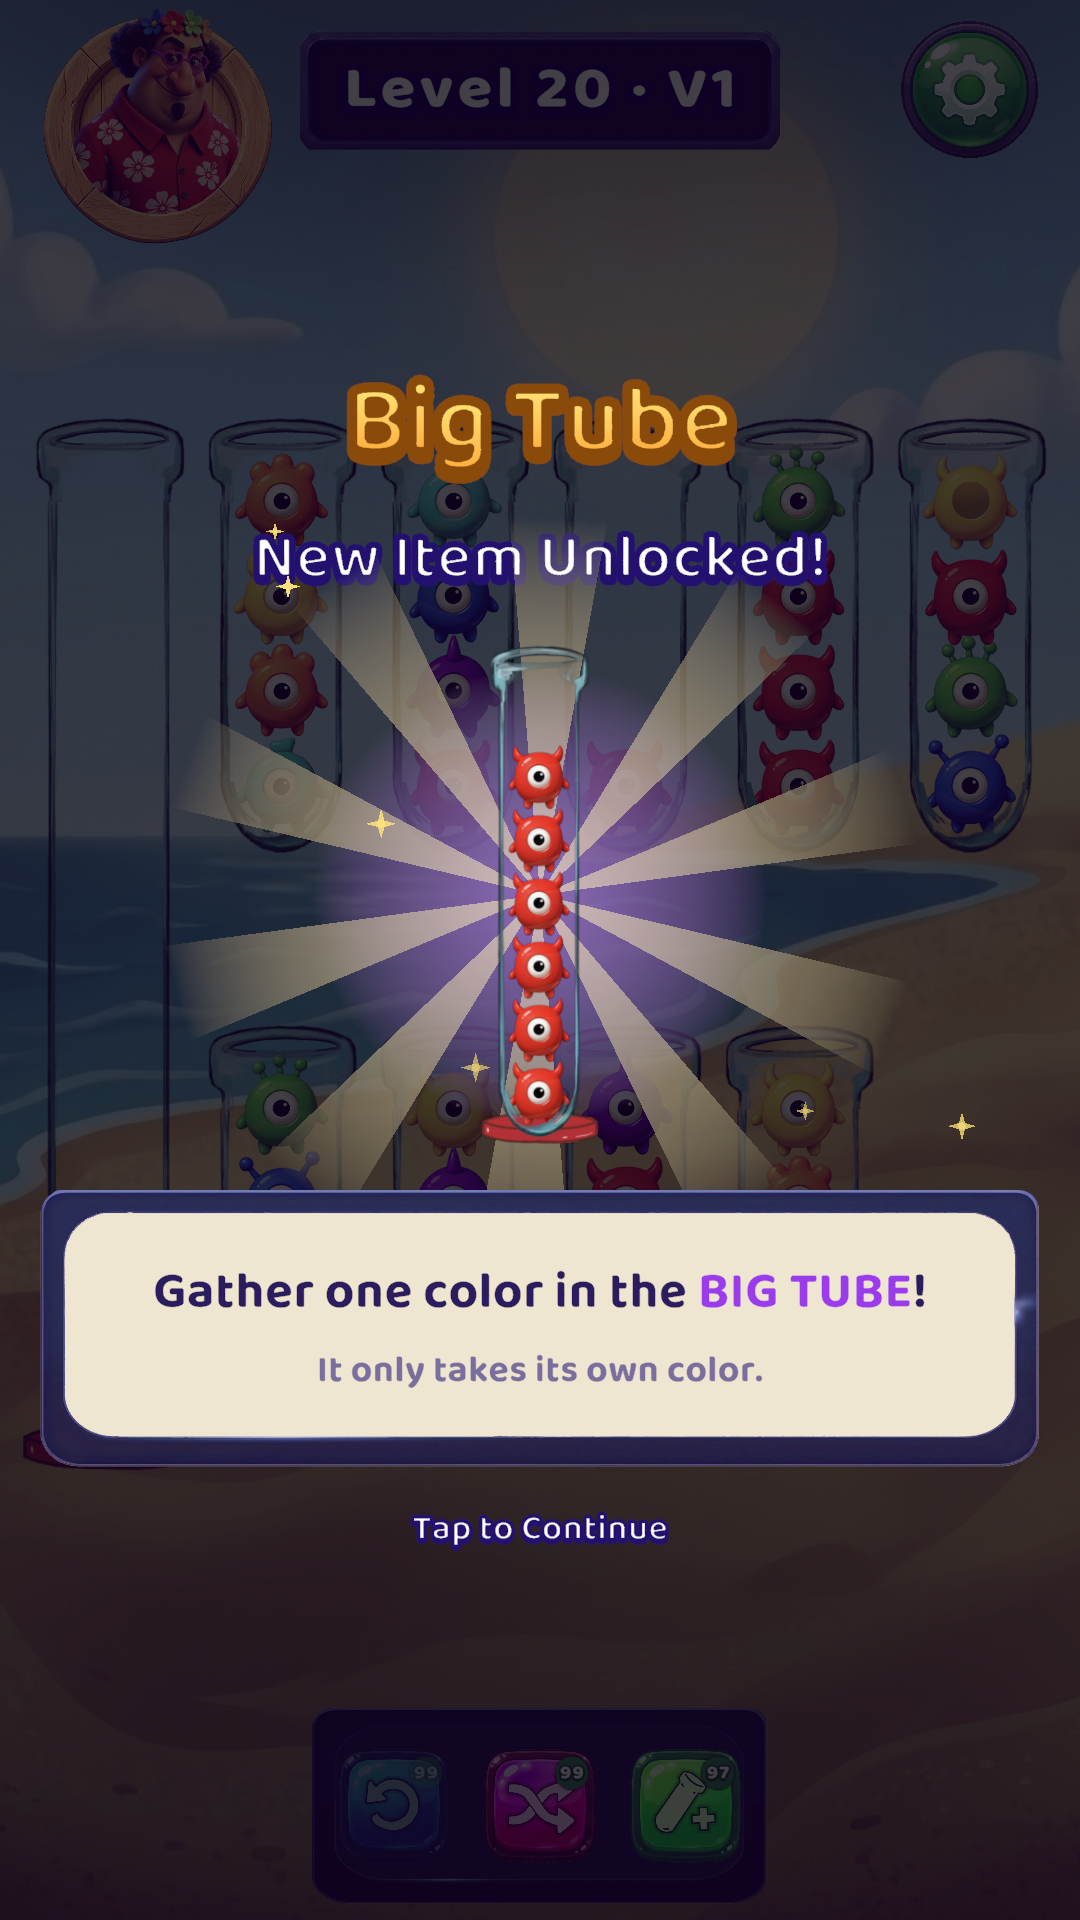 Level 20 · V1
Big Tube
New Item Unlocked!
Gather one color in the BIG TUBE!
It only takes its own color.
Tap to Continue
99
99
97